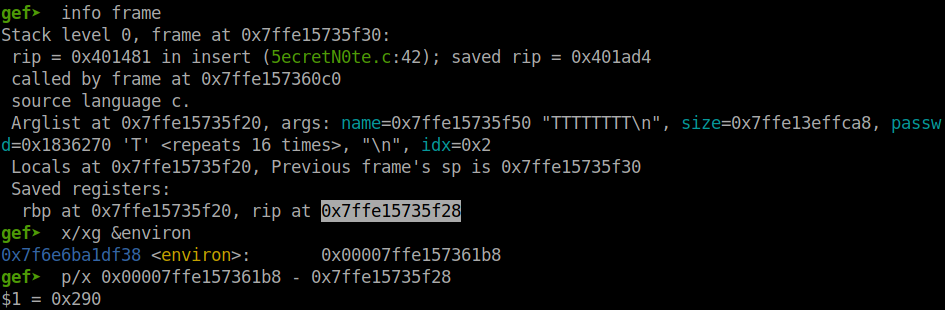 gef➤  info frame
Stack level 0, frame at 0x7ffe15735f30:
 rip = 0x401481 in insert (5ecretN0te.c:42); saved rip = 0x401ad4
 called by frame at 0x7ffe157360c0
 source language c.
 Arglist at 0x7ffe15735f20, args: name=0x7ffe15735f50 "TTTTTTTT\n", size=0x7ffe13effca8, passw
d=0x1836270 'T' <repeats 16 times>, "\n", idx=0x2
 Locals at 0x7ffe15735f20, Previous frame's sp is 0x7ffe15735f30
 Saved registers:
  rbp at 0x7ffe15735f20, rip at 0x7ffe15735f28
gef➤  x/xg &environ
0x7f6e6ba1df38 <environ>:	0x00007ffe157361b8
gef➤  p/x 0x00007ffe157361b8 - 0x7ffe15735f28
$1 = 0x290